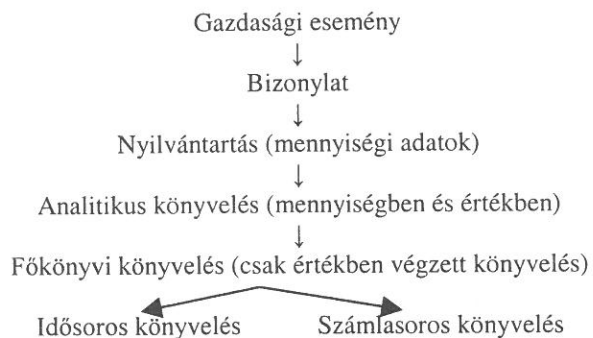 Gazdasági esemény
↓
Bizonylat
↓
Nyilvántartás (mennyiségi adatok)
↓
Analitikus könyvelés (mennyiségben és értékben)
↓
Főkönyvi könyvelés (csak értékben végzett könyvelés)
Idősoros könyvelés Számlasoros könyvelés